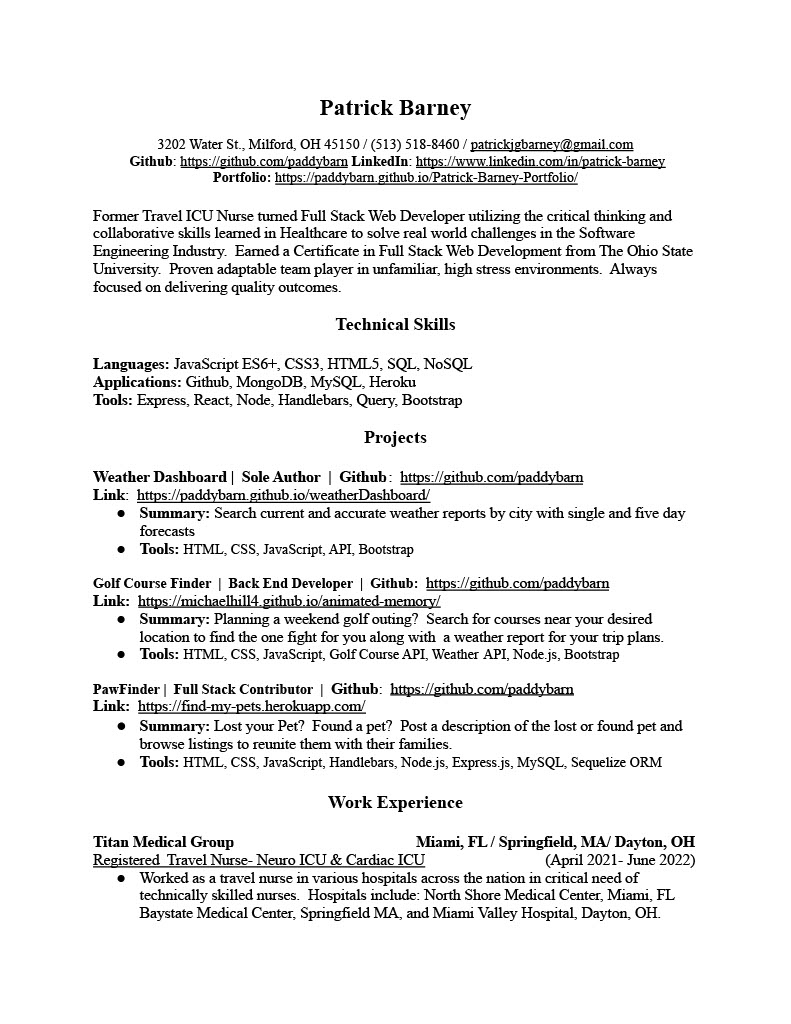 Patrick Barney
3202 Water St., Milford, OH 45150 / (513) 518-8460 / patrickjgbarney@gmail.com
Github: https://github.com/paddybarn LinkedIn: https://www.linkedin.com/in/patrick-barney
Portfolio: https://paddybarn.github.io/Patrick-Barney-Portfolio/
Former Travel ICU Nurse turned Full Stack Web Developer utilizing the critical thinking and
collaborative skills learned in Healthcare to solve real world challenges in the Software
Engineering Industry.  Earned a Certificate in Full Stack Web Development from The Ohio State
University.  Proven adaptable team player in unfamiliar, high stress environments.  Always
focused on delivering quality outcomes.
Technical Skills
Languages: JavaScript ES6+, CSS3, HTML5, SQL, NoSQL
Applications: Github, MongoDB, MySQL, Heroku
Tools: Express, React, Node, Handlebars, Query, Bootstrap
Projects
Weather Dashboard |  Sole Author  |  Github:  https://github.com/paddybarn
Link:  https://paddybarn.github.io/weatherDashboard/
● Summary: Search current and accurate weather reports by city with single and five day
forecasts
● Tools: HTML, CSS, JavaScript, API, Bootstrap
Golf Course Finder  |  Back End Developer  |  Github:  https://github.com/paddybarn
Link:  https://michaelhill4.github.io/animated-memory/
● Summary: Planning a weekend golf outing?  Search for courses near your desired
location to find the one fight for you along with  a weather report for your trip plans.
● Tools: HTML, CSS, JavaScript, Golf Course API, Weather API, Node.js, Bootstrap
PawFinder |  Full Stack Contributor  |  Github:  https://github.com/paddybarn
Link:  https://find-my-pets.herokuapp.com/
● Summary: Lost your Pet?  Found a pet?  Post a description of the lost or found pet and
browse listings to reunite them with their families.
● Tools: HTML, CSS, JavaScript, Handlebars, Node.js, Express.js, MySQL, Sequelize ORM
Work Experience
Titan Medical Group Miami, FL / Springfield, MA/ Dayton, OH
Registered  Travel Nurse- Neuro ICU & Cardiac ICU (April 2021- June 2022)
● Worked as a travel nurse in various hospitals across the nation in critical need of
technically skilled nurses.  Hospitals include: North Shore Medical Center, Miami, FL
Baystate Medical Center, Springfield MA, and Miami Valley Hospital, Dayton, OH.